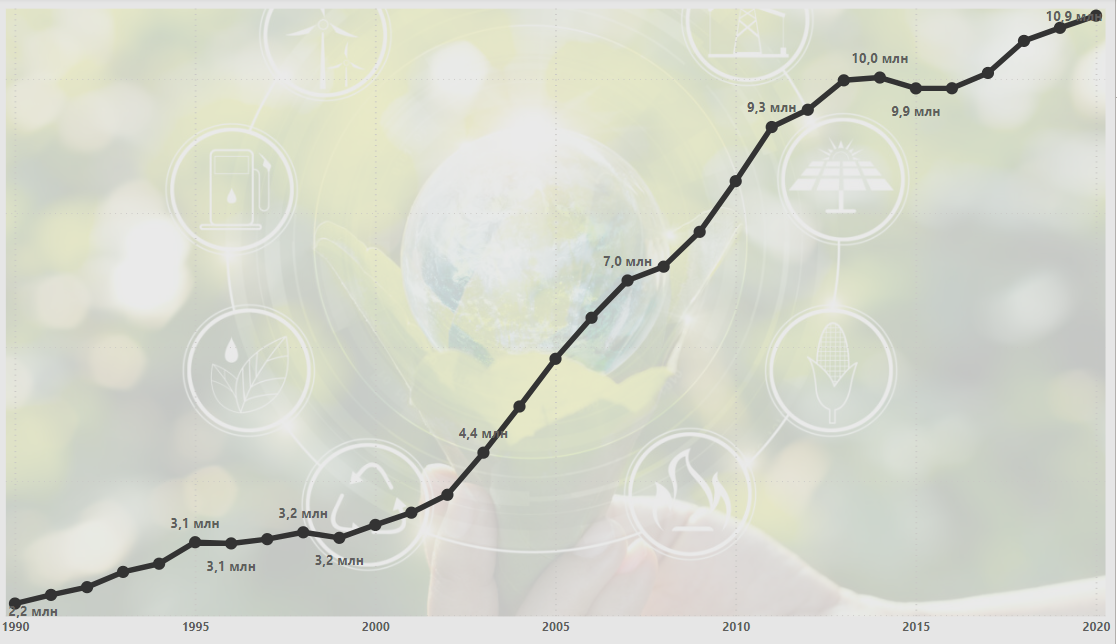 10,9 млн
10,0 млн
9,3 млн
9,9 млн
7,0 млн
4,4 млн
3,1 млн
3,2 млн
3,1 млн
3,2 млн
2,2 млн
1990 1995 2000 2005 2010 2015 2020